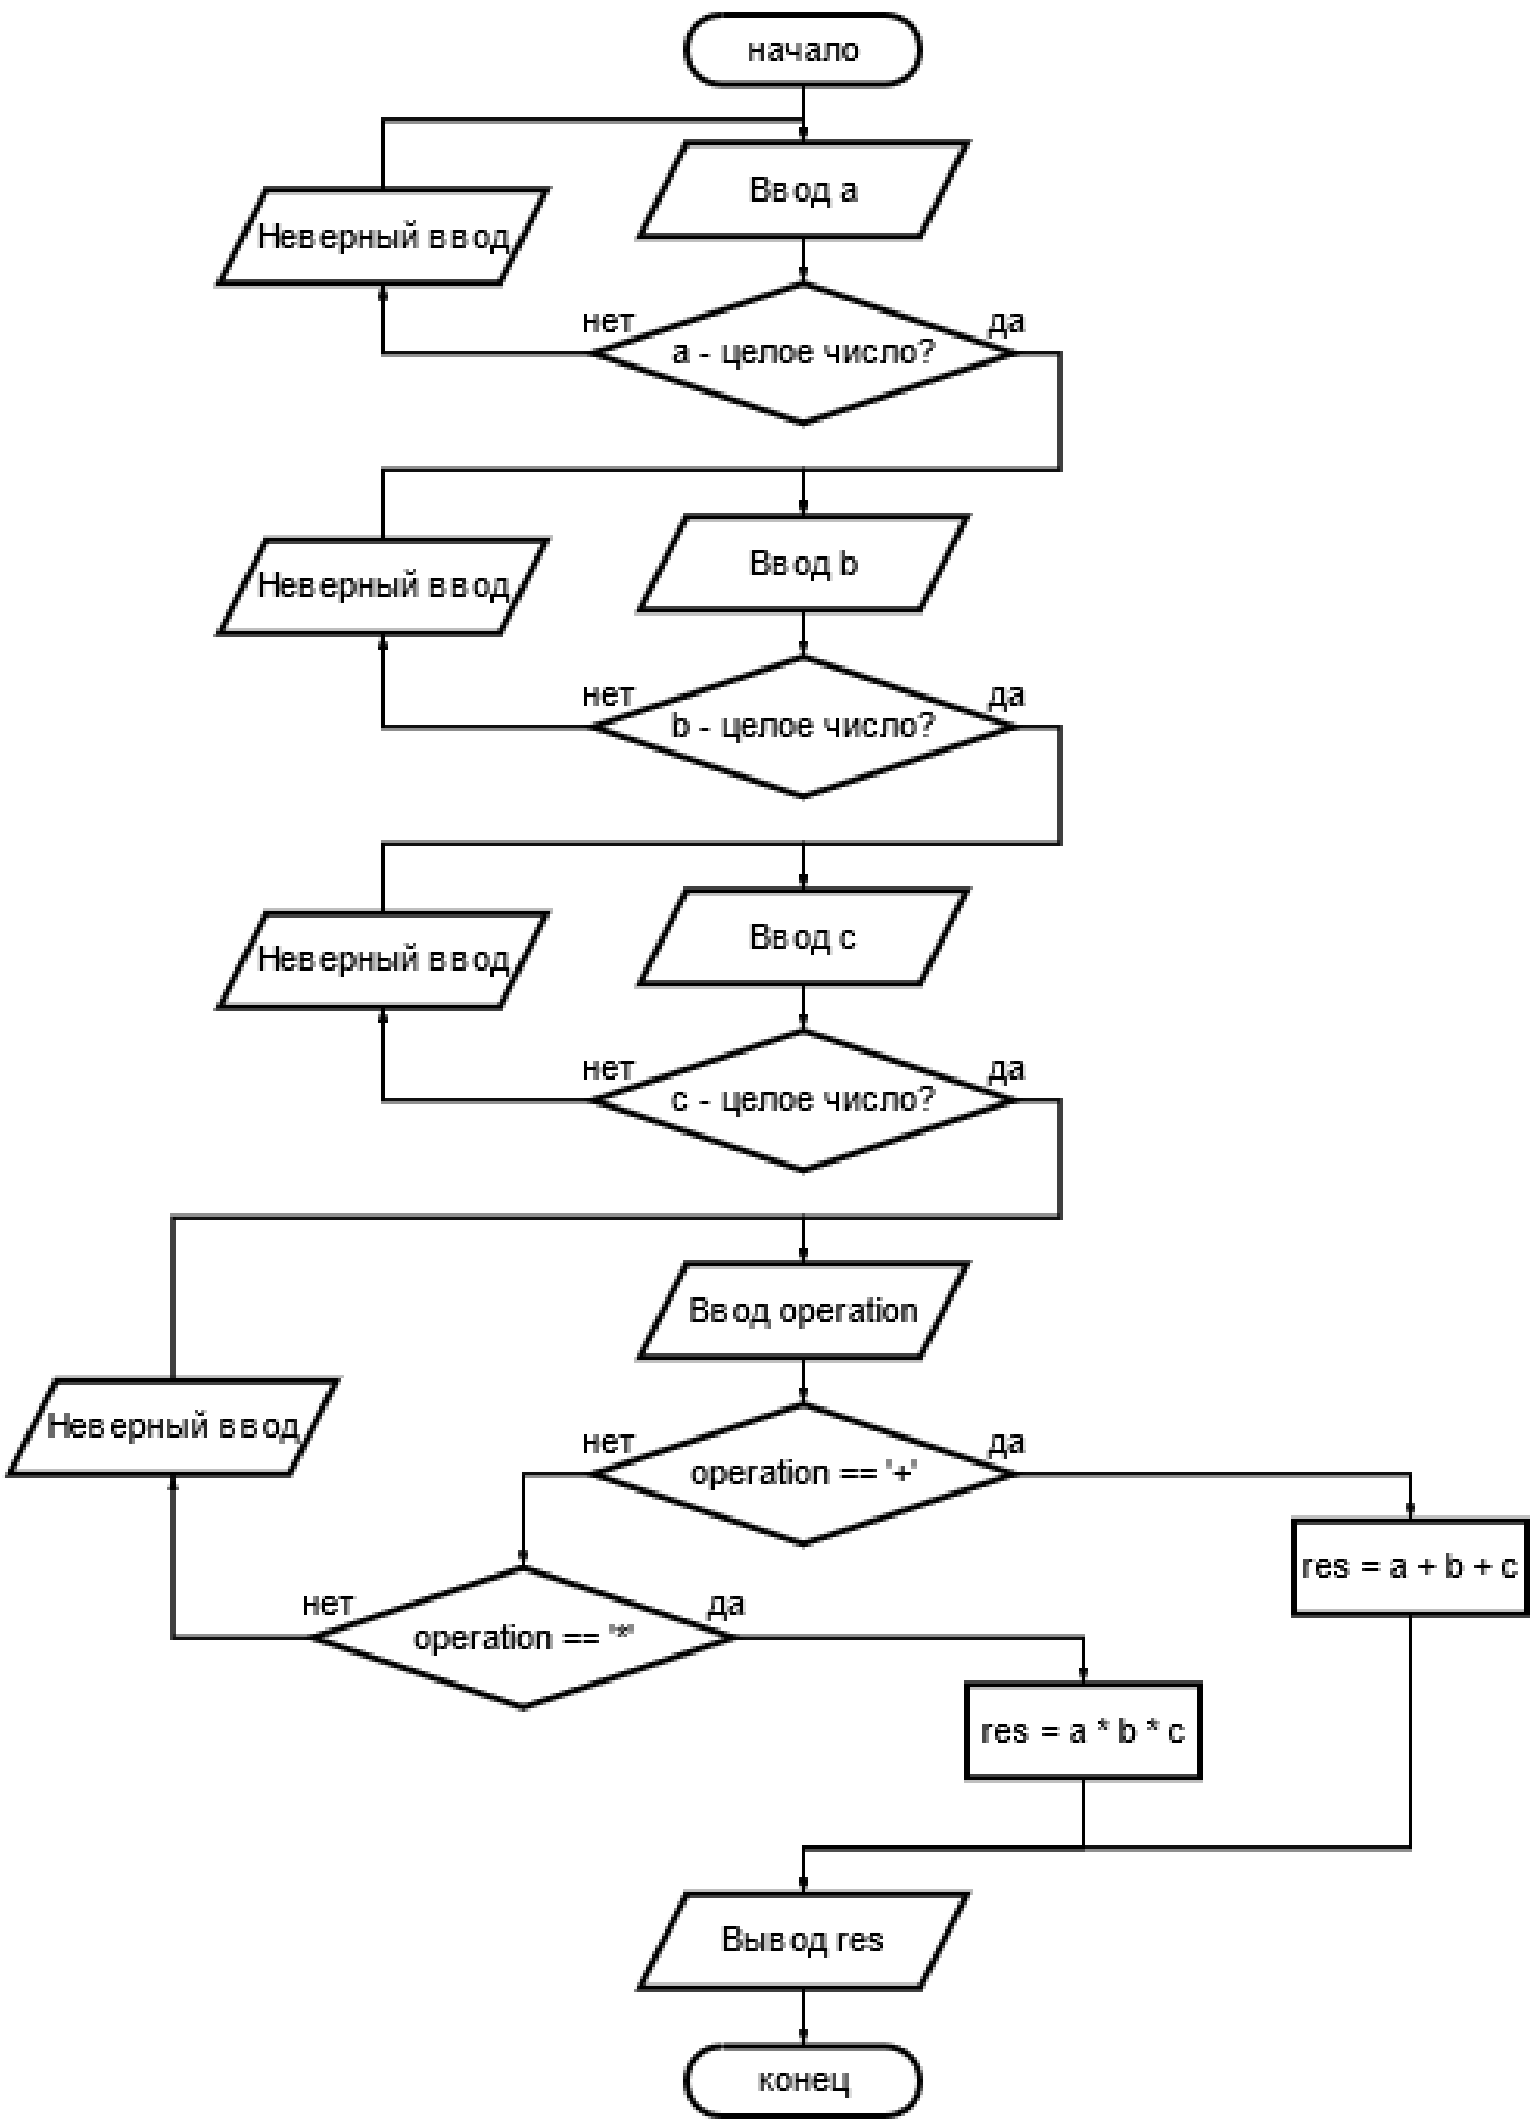 начало
Ввод a
Неверный ввод
нет
да
a - целое число?
Ввод b
Неверный ввод
нет
да
b - целое число?
Ввод c
Неверный ввод
нет
да
c - целое число?
Ввод operation
Неверный ввод
нет
да
operation == '+'
res = a + b + c
нет
да
operation == '*'
res = a * b * c
Вывод res
конец